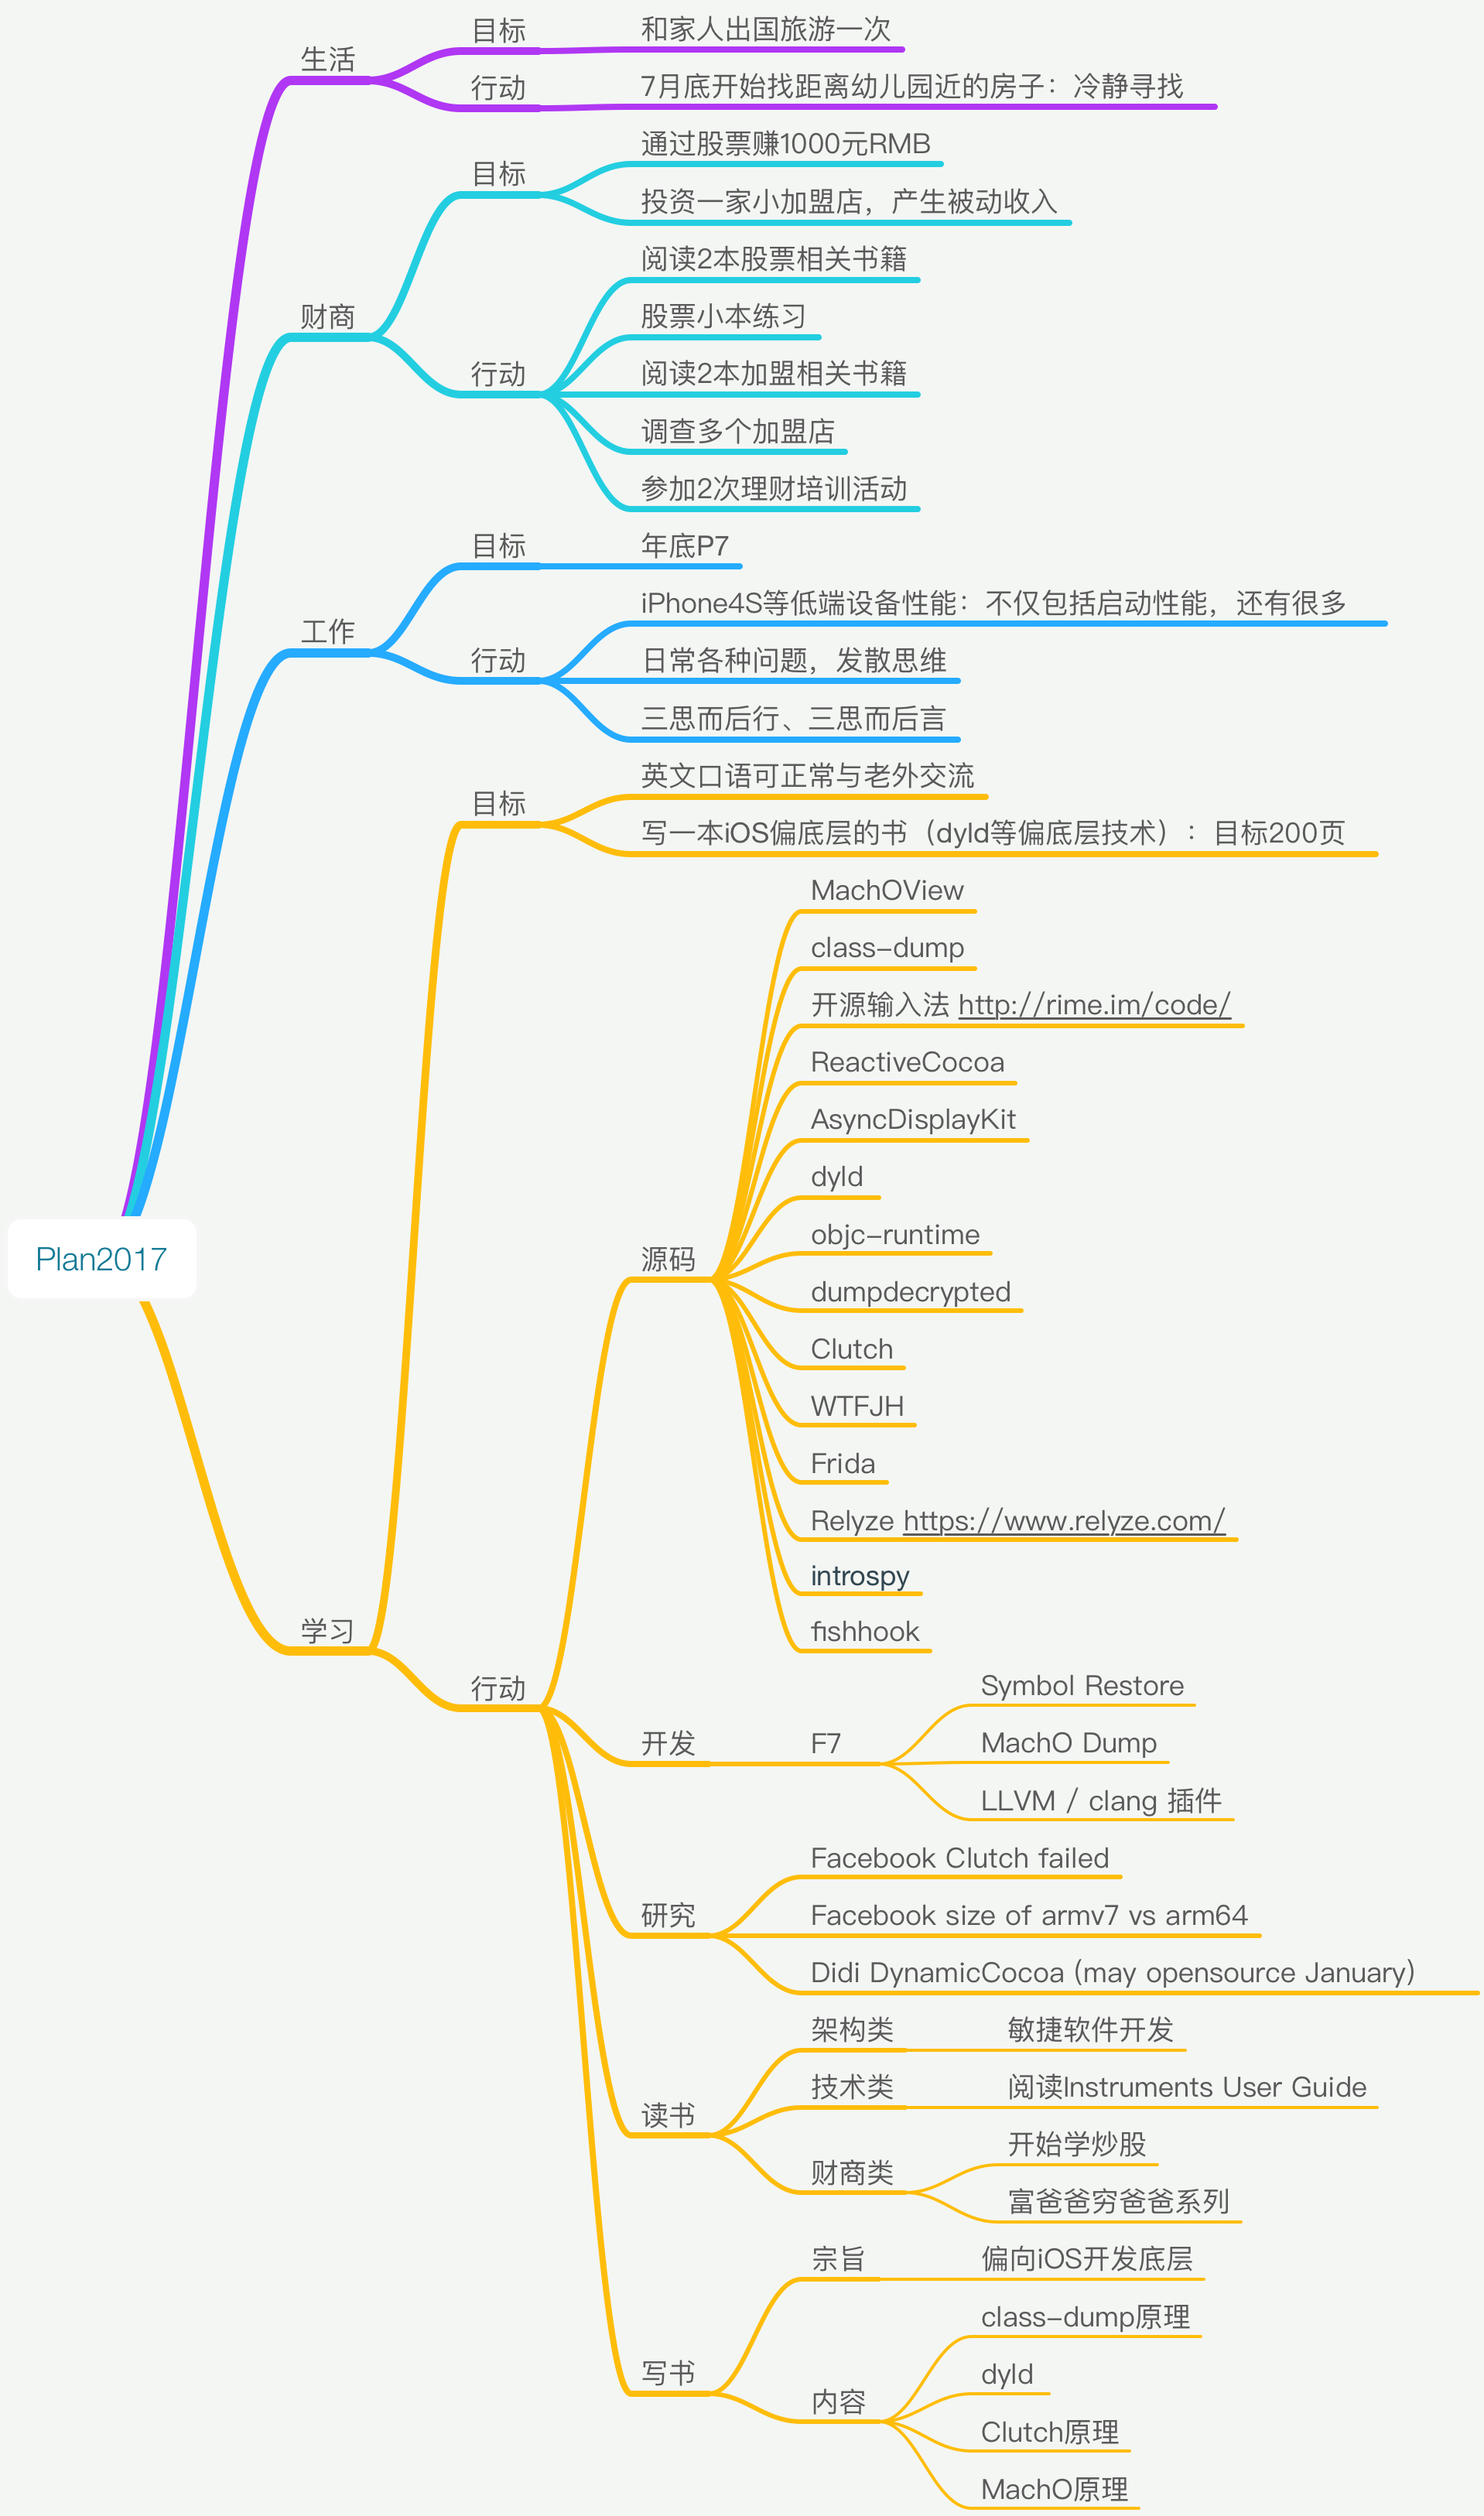 Plan2017
生活
目标
和家人出国旅游一次
行动
7月底开始找距离幼儿园近的房子：冷静寻找
财商
目标
通过股票赚1000元RMB
投资一家小加盟店，产生被动收入
行动
阅读2本股票相关书籍
股票小本练习
阅读2本加盟相关书籍
调查多个加盟店
参加2次理财培训活动
工作
目标
年底P7
行动
iPhone4S等低端设备性能：不仅包括启动性能，还有很多
日常各种问题，发散思维
三思而后行、三思而后言
学习
目标
英文口语可正常与老外交流
写一本iOS偏底层的书（dyld等偏底层技术）：目标200页
行动
源码
MachOView
class-dump
开源输入法 http://rime.im/code/
ReactiveCocoa
AsyncDisplayKit
dyld
objc-runtime
dumpdecrypted
Clutch
WTFJH
Frida
Relyze https://www.relyze.com/
introspy
fishhook
开发
F7
Symbol Restore
MachO Dump
LLVM / clang 插件
研究
Facebook Clutch failed
Facebook size of armv7 vs arm64
Didi DynamicCocoa (may opensource January)
读书
架构类
敏捷软件开发
技术类
阅读Instruments User Guide
财商类
开始学炒股
富爸爸穷爸爸系列
写书
宗旨
偏向iOS开发底层
内容
class-dump原理
dyld
Clutch原理
MachO原理